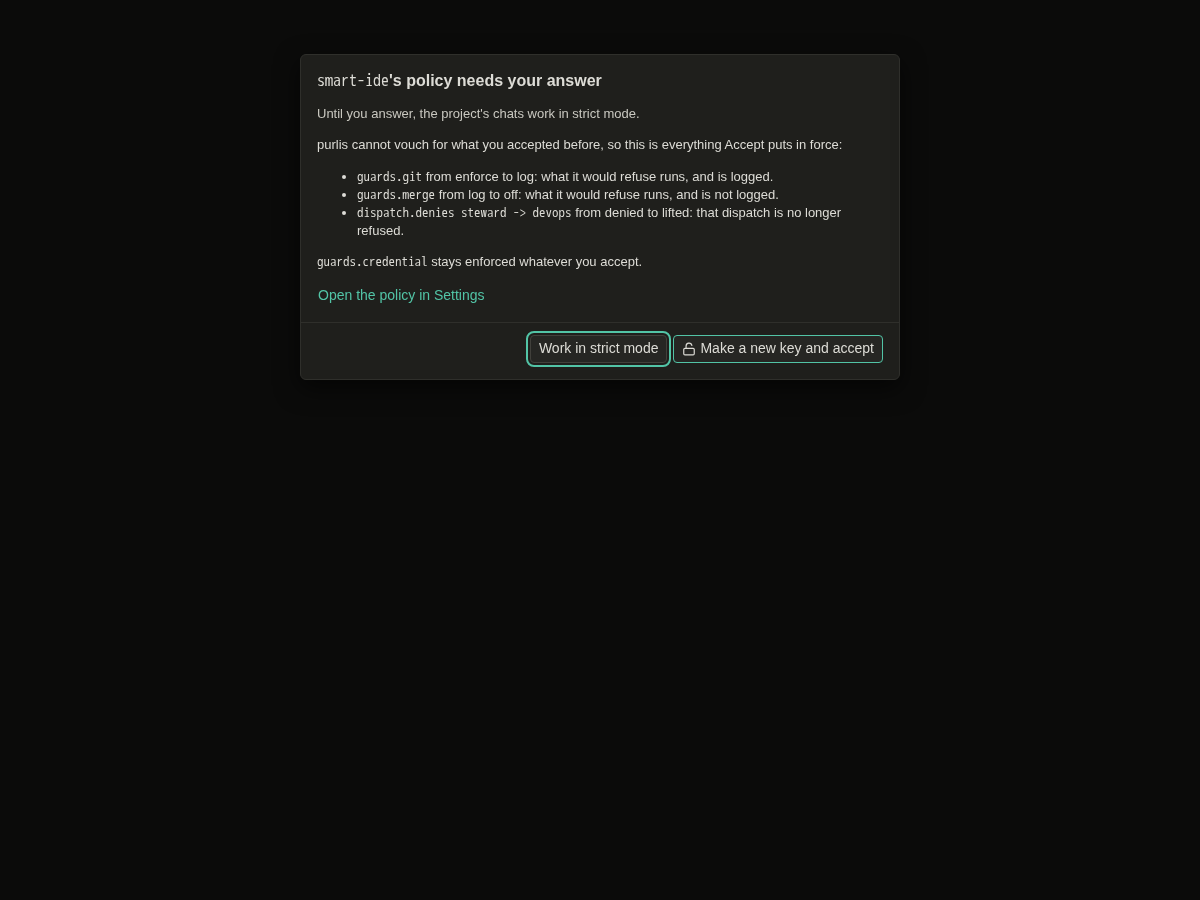 smart-ide's policy needs your answer
Until you answer, the project's chats work in strict mode.
purlis cannot vouch for what you accepted before, so this is everything Accept puts in force:
• guards.git from enforce to log: what it would refuse runs, and is logged.
• guards.merge from log to off: what it would refuse runs, and is not logged.
• dispatch.denies steward -> devops from denied to lifted: that dispatch is no longer
refused.
guards.credential stays enforced whatever you accept.
Open the policy in Settings
Work in strict mode
Make a new key and accept